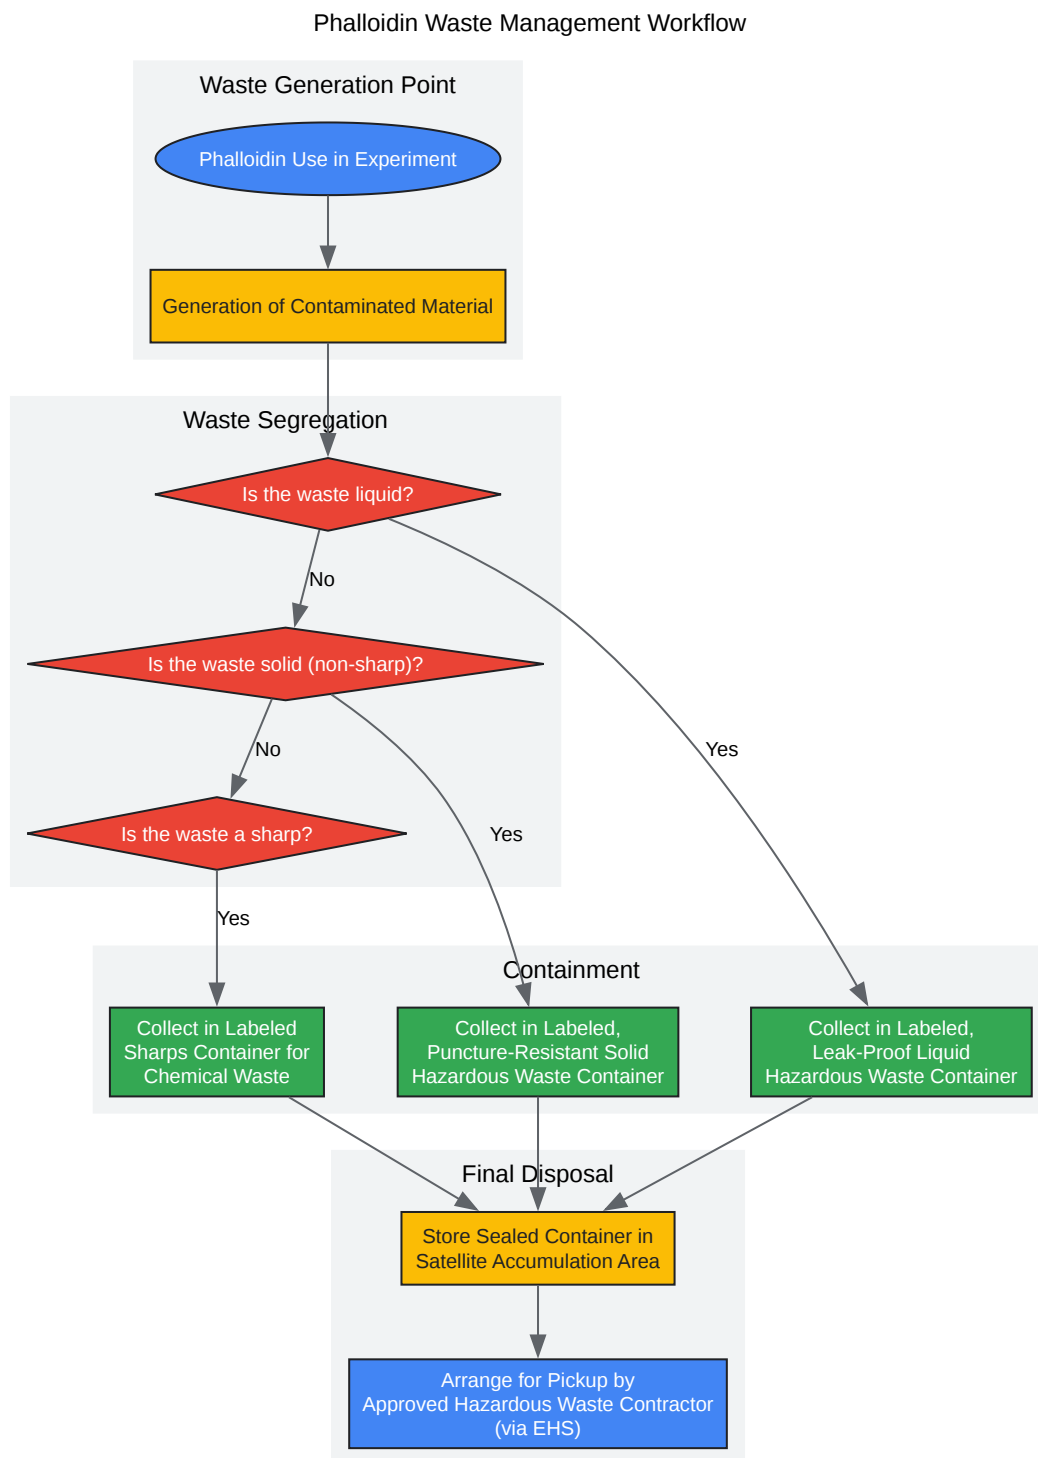 Phalloidin Waste Management Workflow
Waste Generation Point
Phalloidin Use in Experiment
Generation of Contaminated Material
Waste Segregation
Is the waste liquid?
No
Is the waste solid (non-sharp)?
No
Yes
Is the waste a sharp?
Yes
Yes
Containment
Collect in Labeled
Sharps Container for
Chemical Waste
Collect in Labeled,
Puncture-Resistant Solid
Hazardous Waste Container
Collect in Labeled,
Leak-Proof Liquid
Hazardous Waste Container
Final Disposal
Store Sealed Container in
Satellite Accumulation Area
Arrange for Pickup by
Approved Hazardous Waste Contractor
(via EHS)